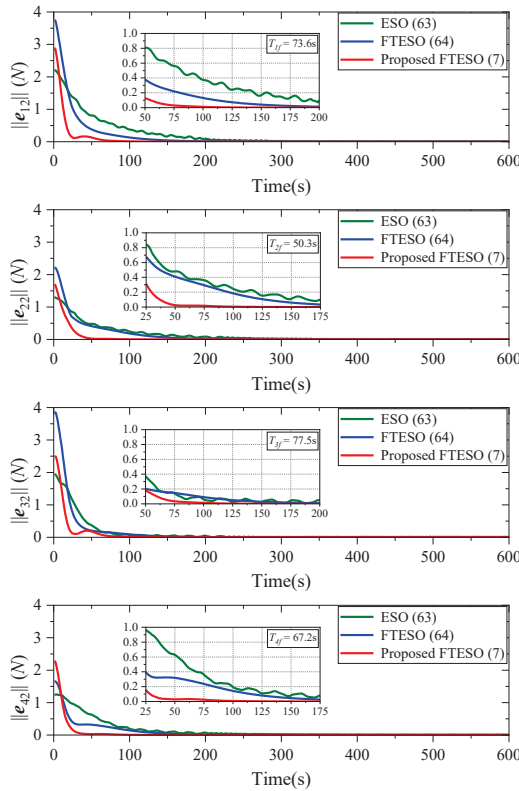 4
3
2
1
0
||e₁₂|| (N)
1.0
0.8
0.6
0.4
0.2
0.0
50 75 100 125 150 175 200
T₁f = 73.6s
ESO (63)
FTESO (64)
Proposed FTESO (7)
0 100 200 300 400 500 600
Time(s)
4
3
2
1
0
||e₂₂|| (N)
1.0
0.8
0.6
0.4
0.2
0.0
25 50 75 100 125 150 175
T₂f = 50.3s
ESO (63)
FTESO (64)
Proposed FTESO (7)
0 100 200 300 400 500 600
Time(s)
4
3
2
1
0
||e₃₂|| (N)
1.0
0.8
0.6
0.4
0.2
0.0
50 75 100 125 150 175 200
T₃f = 77.5s
ESO (63)
FTESO (64)
Proposed FTESO (7)
0 100 200 300 400 500 600
Time(s)
4
3
2
1
0
||e₄₂|| (N)
1.0
0.8
0.6
0.4
0.2
0.0
25 50 75 100 125 150 175
T₄f = 67.2s
ESO (63)
FTESO (64)
Proposed FTESO (7)
0 100 200 300 400 500 600
Time(s)